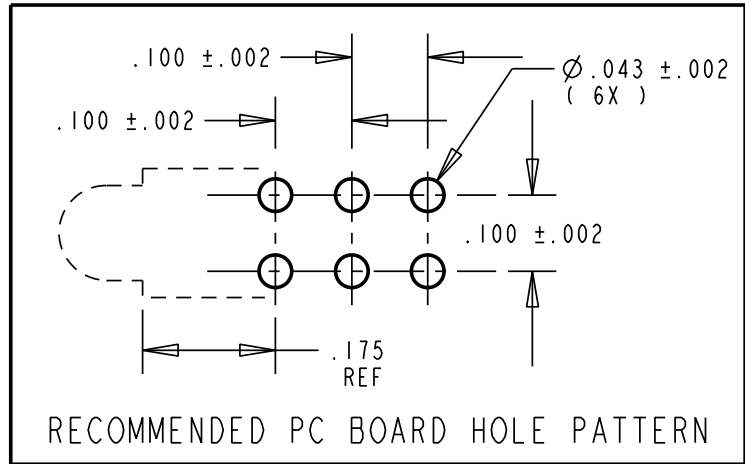 .100 ±.002
Ø.043 ±.002
( 6X )
.100 ±.002
.100 ±.002
.175
REF
RECOMMENDED PC BOARD HOLE PATTERN